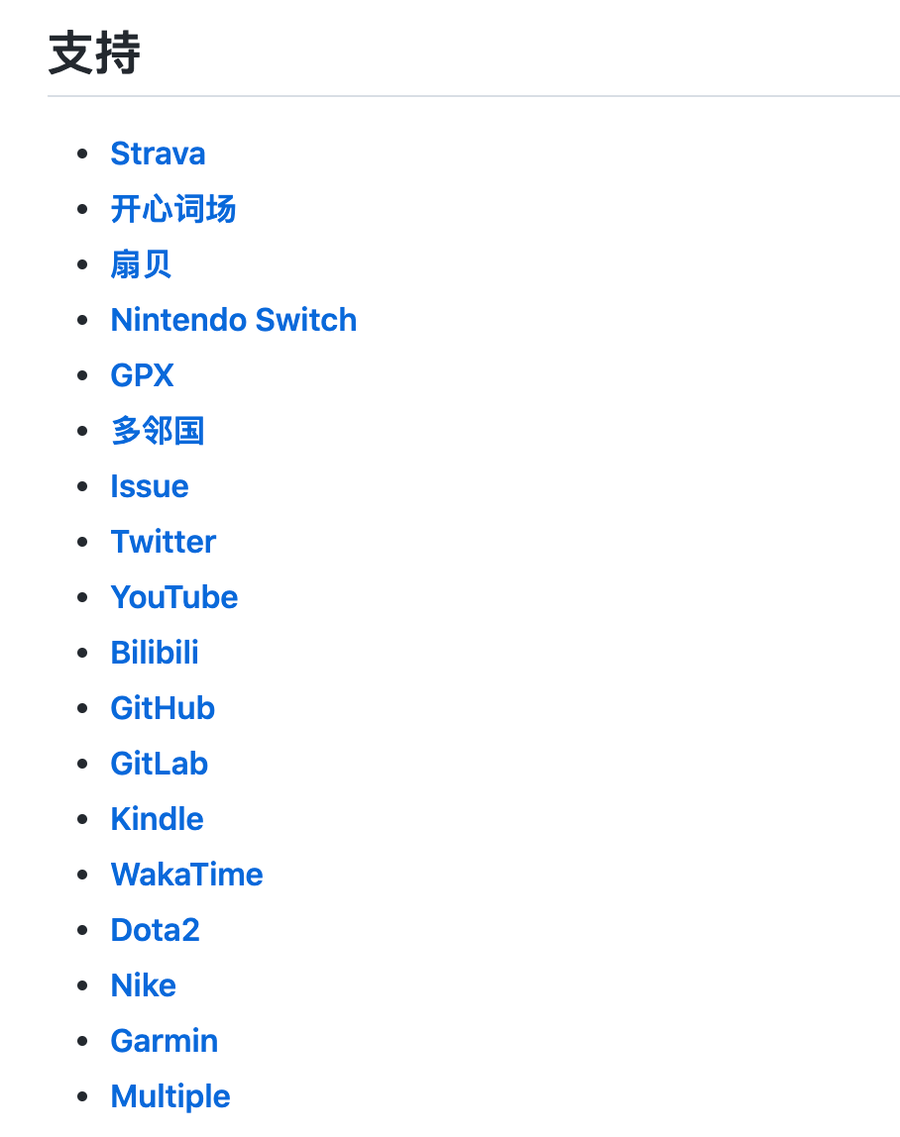 支持
Strava
开心词场
扇贝
Nintendo Switch
GPX
多邻国
Issue
Twitter
YouTube
Bilibili
GitHub
GitLab
Kindle
WakaTime
Dota2
Nike
Garmin
Multiple